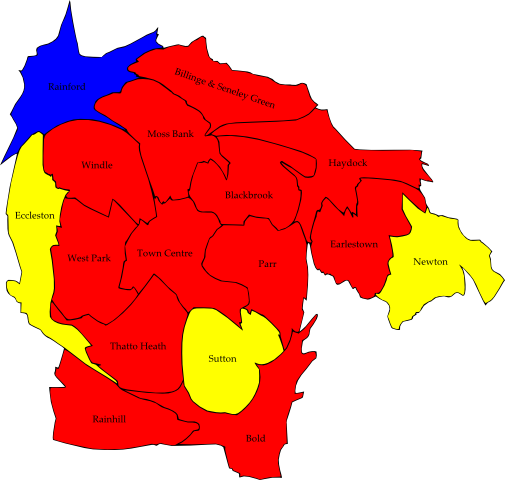 Rainford
Billinge & Seneley Green
Moss Bank
Windle
Haydock
Blackbrook
Eccleston
Earlestown
West Park
Town Centre
Parr
Newton
Thatto Heath
Sutton
Rainhill
Bold